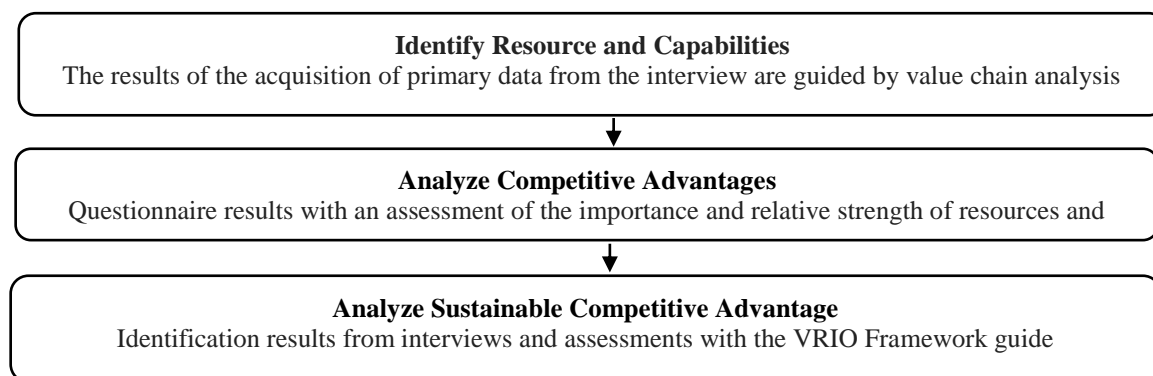 Identify Resource and Capabilities
The results of the acquisition of primary data from the interview are guided by value chain analysis
Analyze Competitive Advantages
Questionnaire results with an assessment of the importance and relative strength of resources and
Analyze Sustainable Competitive Advantage
Identification results from interviews and assessments with the VRIO Framework guide